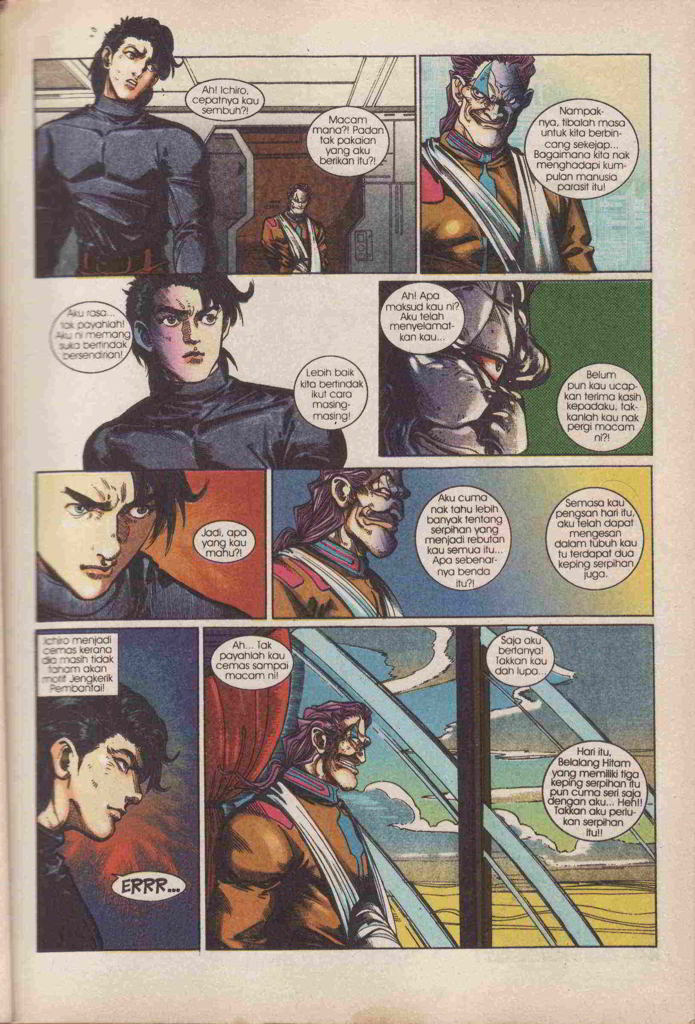 Ah! Ichiro,
cepatnya kau
sembuh?!
Macam
mana?! Padan
tak pakaian
yang aku
berikan itu?!
Nampak-
nya, tibalah masa
untuk kita berbin-
cang sekejap...
Bagaimana kita nak
menghadapi kum-
pulan manusia
parasit itu!
Aku rasa...
tak payahlah!
Aku ni memang
suka bertindak
bersendirian!
Lebih baik
kita bertindak
ikut cara
masing-
masing!
Ah! Apa
maksud kau ni?
Aku telah
menyelamat-
kan kau...
Belum
pun kau ucap-
kan terima kasih
kepadaku, tak-
kanlah kau nak
pergi macam
ni?!
Jadi, apa
yang kau
mahu?!
Aku cuma
nak tahu lebih
banyak tentang
serpihan yang
menjadi rebutan
kau semua itu...
Apa sebenar-
nya benda
itu?!
Semasa kau
pengsan hari itu,
aku telah dapat
mengesan di
dalam tubuh kau
tu terdapat dua
keping serpihan
juga.
Ichiro menjadi
cemas kerana
dia masih tidak
faham akan
motif Jengkerik
Pembantai!
ERRR...
Ah... Tak
payahlah kau
cemas sampai
macam ni!
Saja aku
bertanya!
Takkan kau
dah lupa...
Hari itu,
Belalang Hitam
yang memiliki tiga
keping serpihan itu
pun cuma seri saja
dengan aku... Heh!!
Takkan aku perlu-
kan serpihan
itu!!